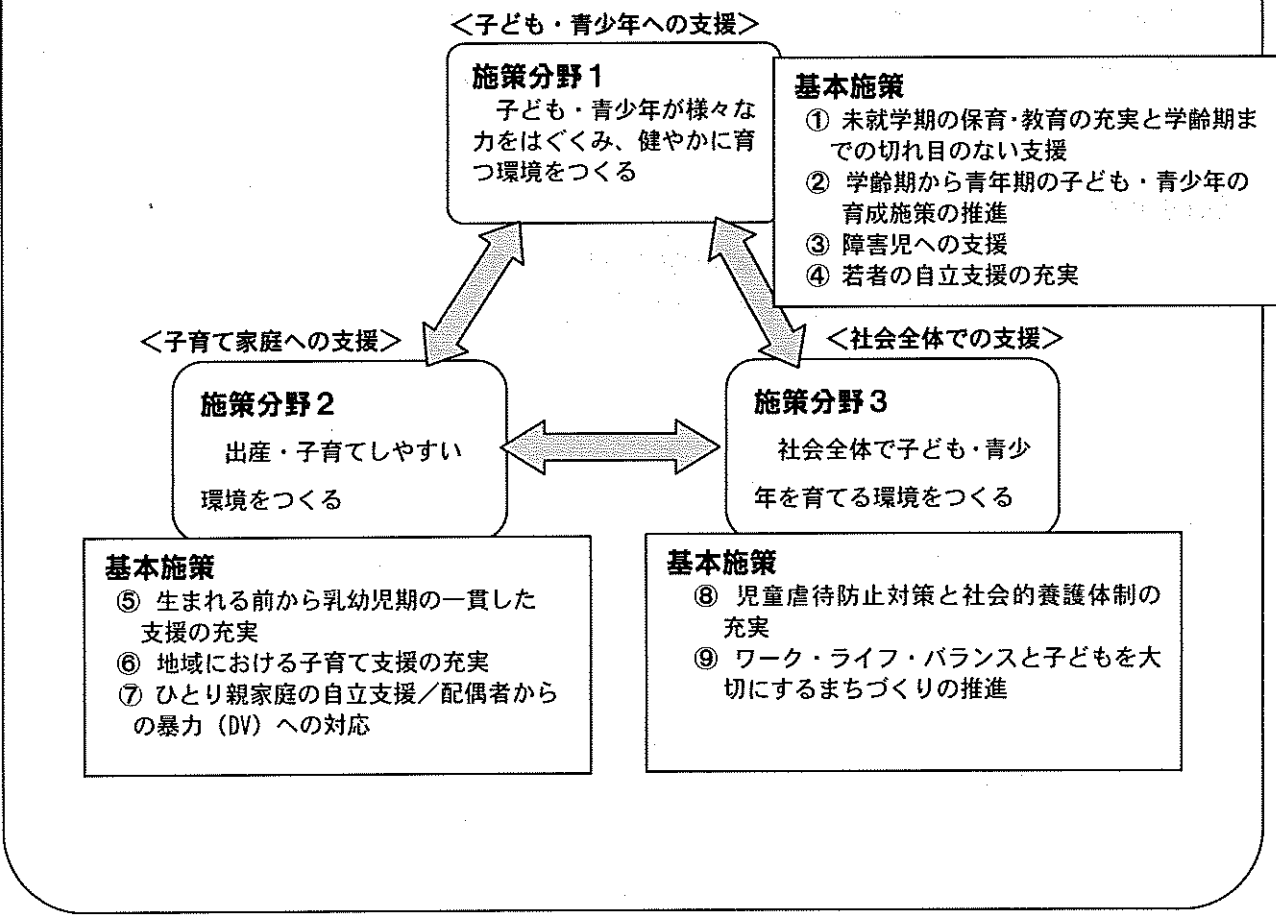 ＜子ども・青少年への支援＞
施策分野１
子ども・青少年が様々な
力をはぐくみ、健やかに育
つ環境をつくる
基本施策
① 未就学期の保育・教育の充実と学齢期ま
での切れ目のない支援
② 学齢期から青年期の子ども・青少年の
育成施策の推進
③ 障害児への支援
④ 若者の自立支援の充実
＜子育て家庭への支援＞
施策分野２
出産・子育てしやすい
環境をつくる
基本施策
⑤ 生まれる前から乳幼児期の一貫した
支援の充実
⑥ 地域における子育て支援の充実
⑦ ひとり親家庭の自立支援／配偶者から
の暴力（DV）への対応
＜社会全体での支援＞
施策分野３
社会全体で子ども・青少
年を育てる環境をつくる
基本施策
⑧ 児童虐待防止対策と社会的養護体制の
充実
⑨ ワーク・ライフ・バランスと子どもを大
切にするまちづくりの推進